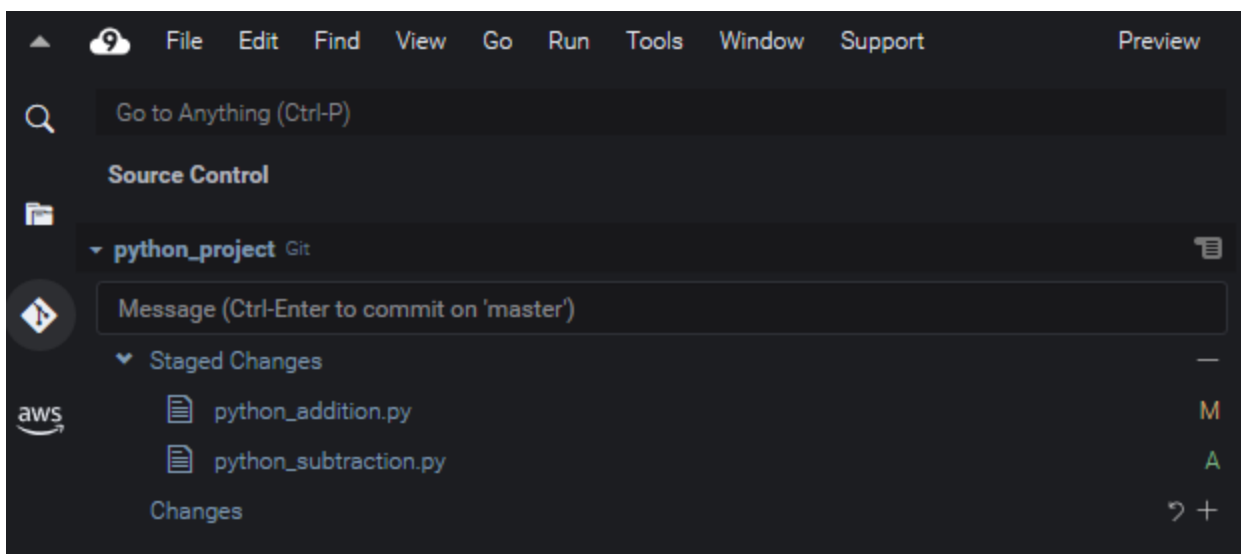 9 File Edit Find View Go Run Tools Window Support Preview
Go to Anything (Ctrl-P)
Source Control
python_project Git
Message (Ctrl-Enter to commit on 'master')
Staged Changes
aws python_addition.py M
python_subtraction.py A
Changes